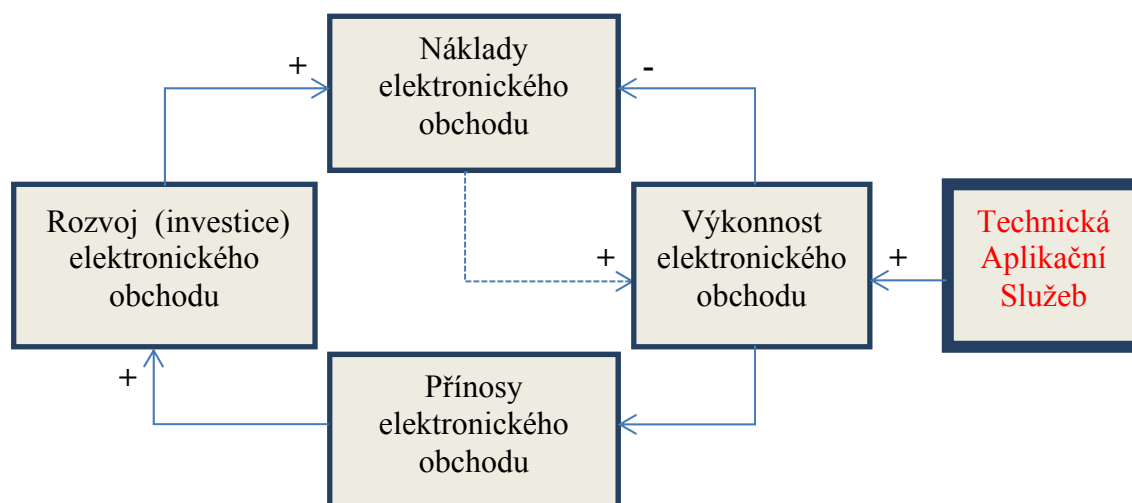 +
Náklady
elektronického
obchodu
-
Rozvoj (investice)
elektronického
obchodu
+
Výkonnost
elektronického
obchodu
+
Technická
Aplikační
Služeb
+
Přínosy
elektronického
obchodu